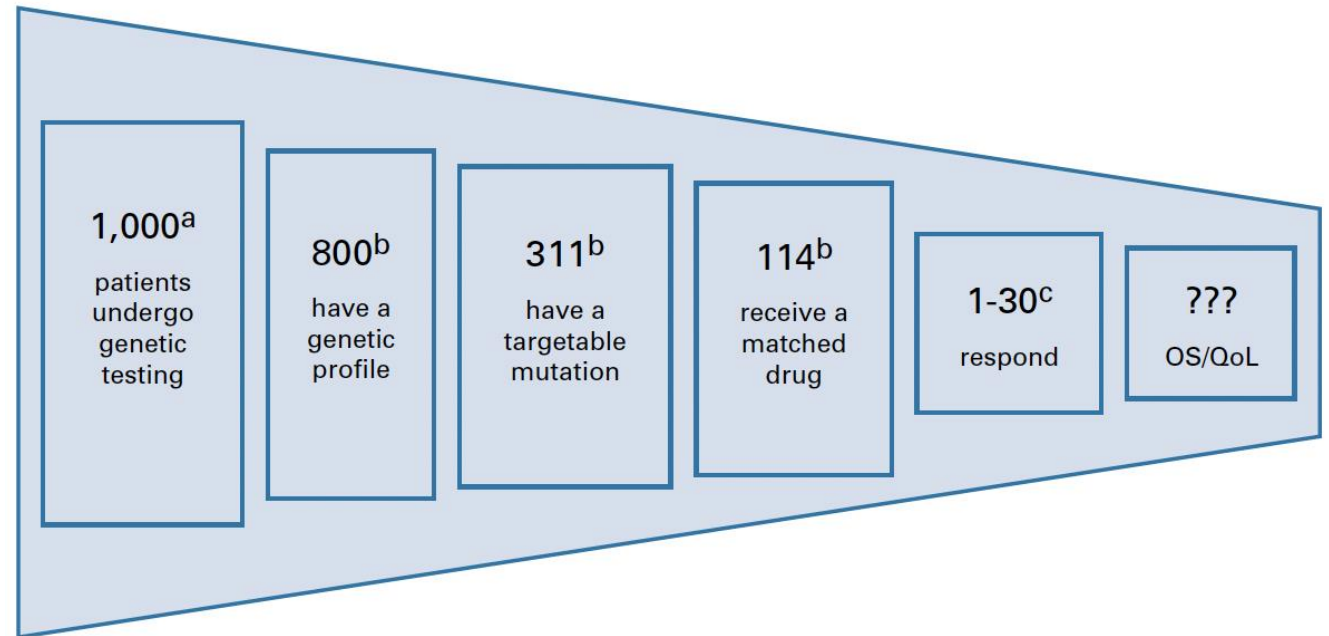 1,000a
patients
undergo
genetic
testing
800b
have a
genetic
profile
311b
have a
targetable
mutation
114b
receive a
matched
drug
1-30c
respond
???
OS/QoL